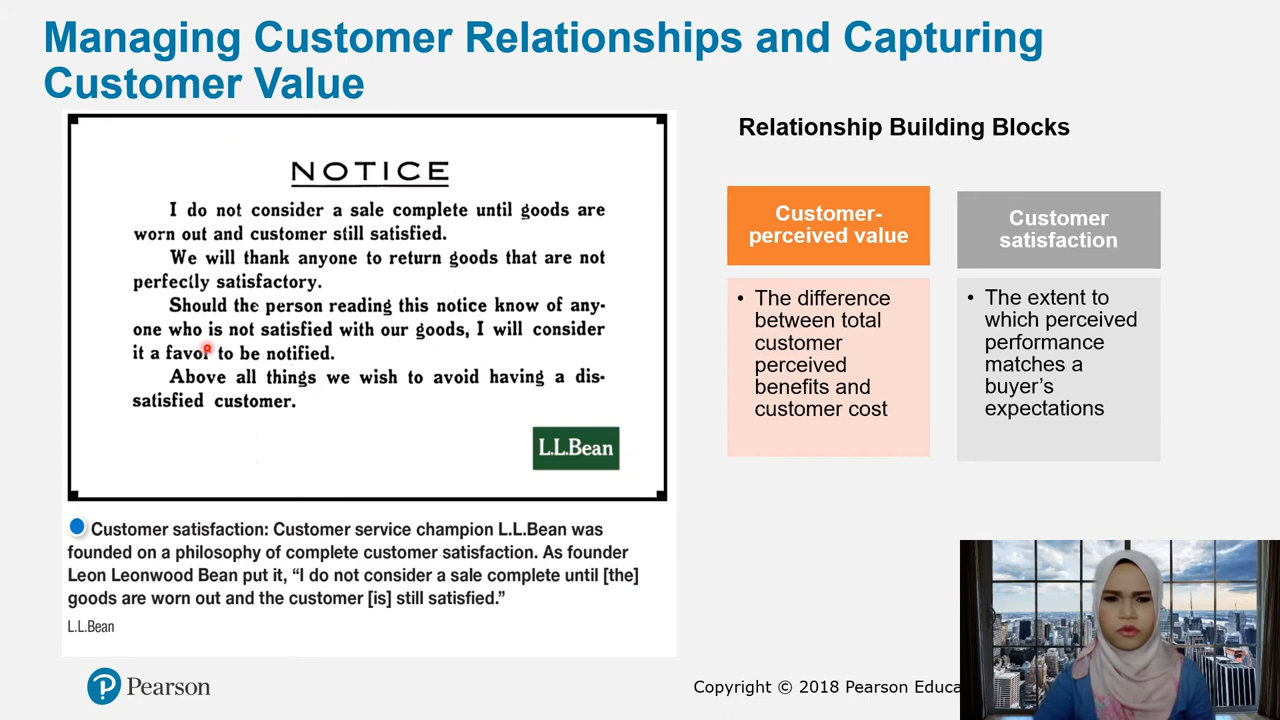 Managing Customer Relationships and Capturing
Customer Value
NOTICE
I do not consider a sale complete until goods are
worn out and customer still satisfied.
We will thank anyone to return goods that are not
perfectly satisfactory.
Should the person reading this notice know of any-
one who is not satisfied with our goods, I will consider
it a favor to be notified.
Above all things we wish to avoid having a dis-
satisfied customer.
L.L.Bean
Customer satisfaction: Customer service champion L.L.Bean was
founded on a philosophy of complete customer satisfaction. As founder
Leon Leonwood Bean put it, “I do not consider a sale complete until [the]
goods are worn out and the customer [is] still satisfied.”
L.L.Bean
Relationship Building Blocks
Customer-
perceived value
• The difference
between total
customer
perceived
benefits and
customer cost
Customer
satisfaction
• The extent to
which perceived
performance
matches a
buyer’s
expectations
P Pearson
Copyright © 2018 Pearson Educa